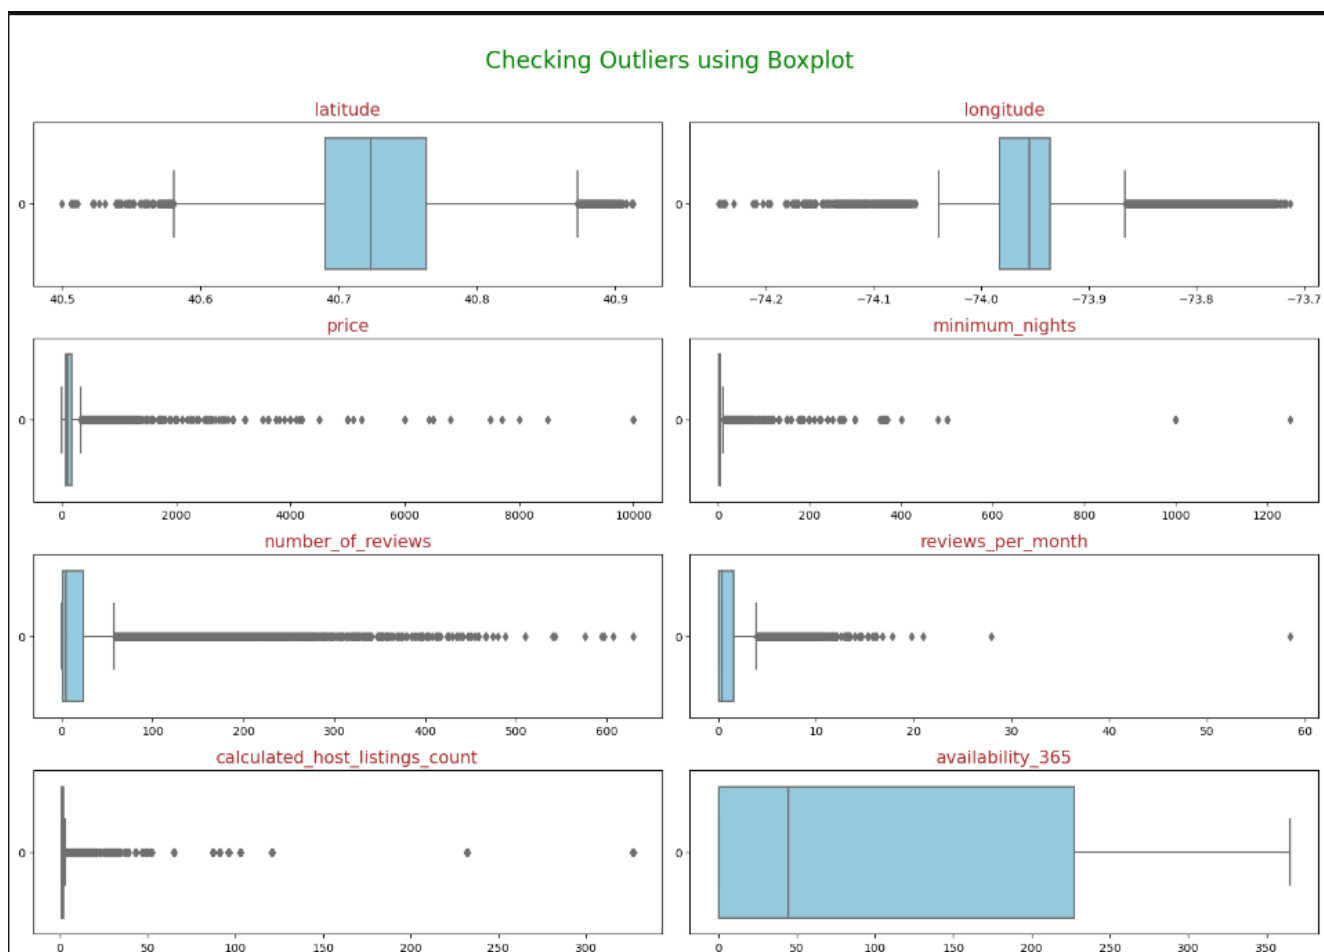 Checking Outliers using Boxplot
latitude
longitude
0
0
40.5 40.6 40.7 40.8 40.9
−74.2 −74.1 −74.0 −73.9 −73.8 −73.7
price
minimum_nights
0
0
0 2000 4000 6000 8000 10000
0 200 400 600 800 1000 1200
number_of_reviews
reviews_per_month
0
0
0 100 200 300 400 500 600
0 10 20 30 40 50 60
calculated_host_listings_count
availability_365
0
0
0 50 100 150 200 250 300
0 50 100 150 200 250 300 350